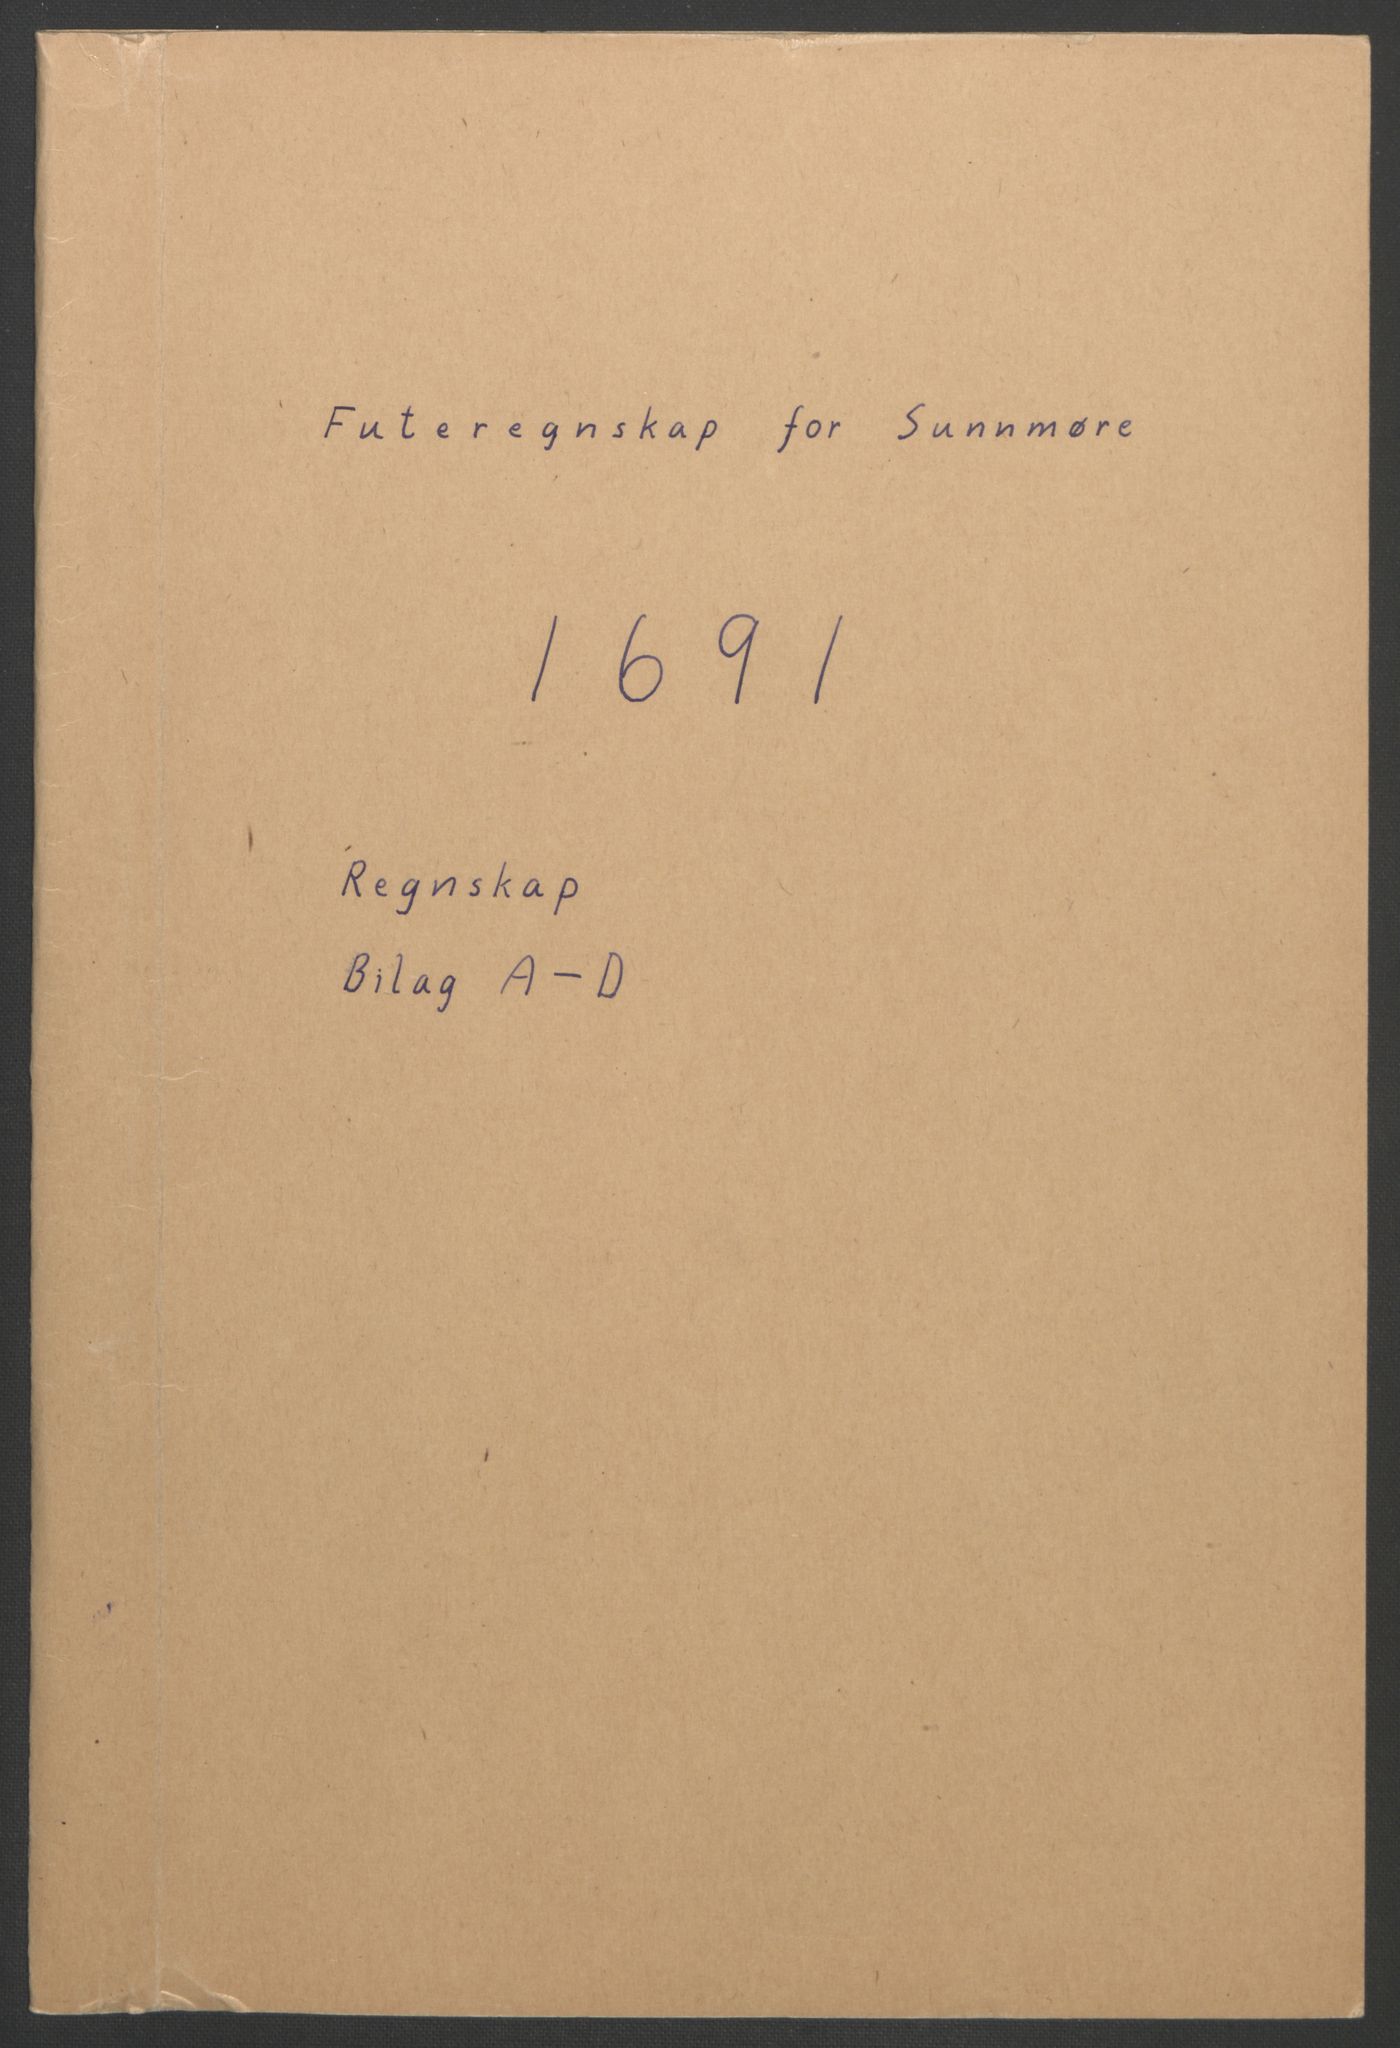 Futeregnskap for Sunnmøre
1691
Regnskap
Bilag A-D